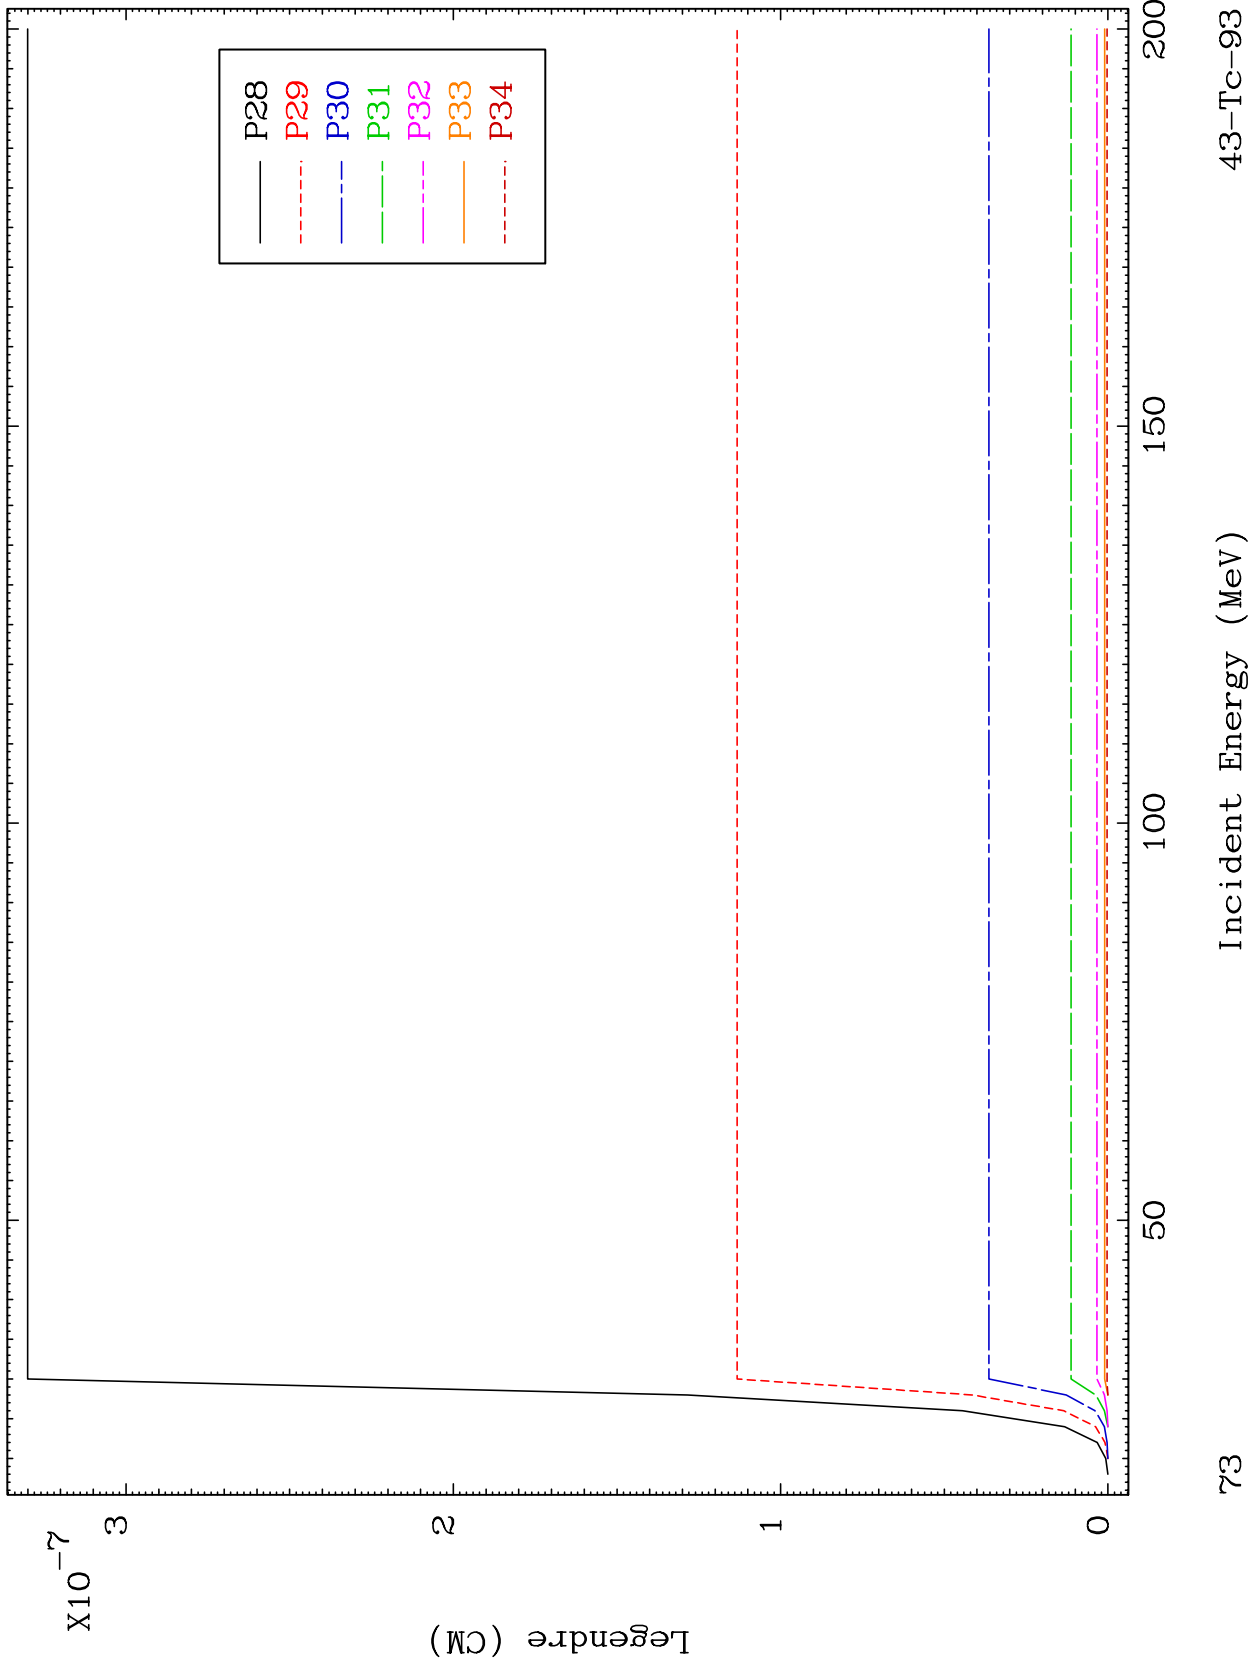 X10-7
3
2
1
0
Legendre (CM)
P28
P29
P30
P31
P32
P33
P34
50
100
150
200
Incident Energy (MeV)
73
43-Tc-93